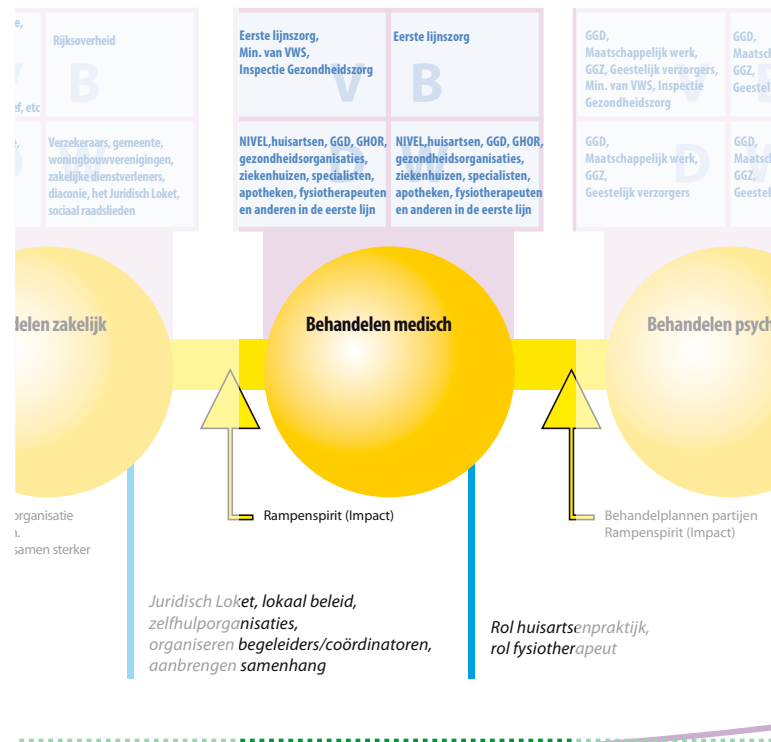 e,
Rijksoverheid
V
B
ef, etc
e,
D
W
Verzekeraars, gemeente,
woningbouwverenigingen,
zakelijke dienstverleners,
diaconie, het Juridisch Loket,
sociaal raadslieden
Eerste lijnszorg,
Min. van VWS,
Inspectie Gezondheidszorg
V
Eerste lijnszorg
B
NIVEL,huisartsen, GGD, GHOR,
gezondheidsorganisaties,
ziekenhuizen, specialisten,
apotheken, fysiotherapeuten
en anderen in de eerste lijn
D
NIVEL,huisartsen, GGD, GHOR,
gezondheidsorganisaties,
ziekenhuizen, specialisten,
apotheken, fysiotherapeuten
en anderen in de eerste lijn
W
GGD,
Maatschappelijk werk,
GGZ, Geestelijk verzorgers,
Min. van VWS, Inspectie
Gezondheidszorg
V
GGD,
Maatsch
GGZ,
Geestel
B
GGD,
Maatschappelijk werk,
GGZ,
Geestelijk verzorgers
D
GGD,
Maatsch
GGZ,
Geestel
W
delen zakelijk
Behandelen medisch
Behandelen psych
organisatie
n.
samen sterker
Rampenspirit (Impact)
Behandelplannen partijen
Rampenspirit (Impact)
Juridisch Loket, lokaal beleid,
zelfhulporganisaties,
organiseren begeleiders/coördinatoren,
aanbrengen samenhang
Rol huisartsenpraktijk,
rol fysiotherapeut